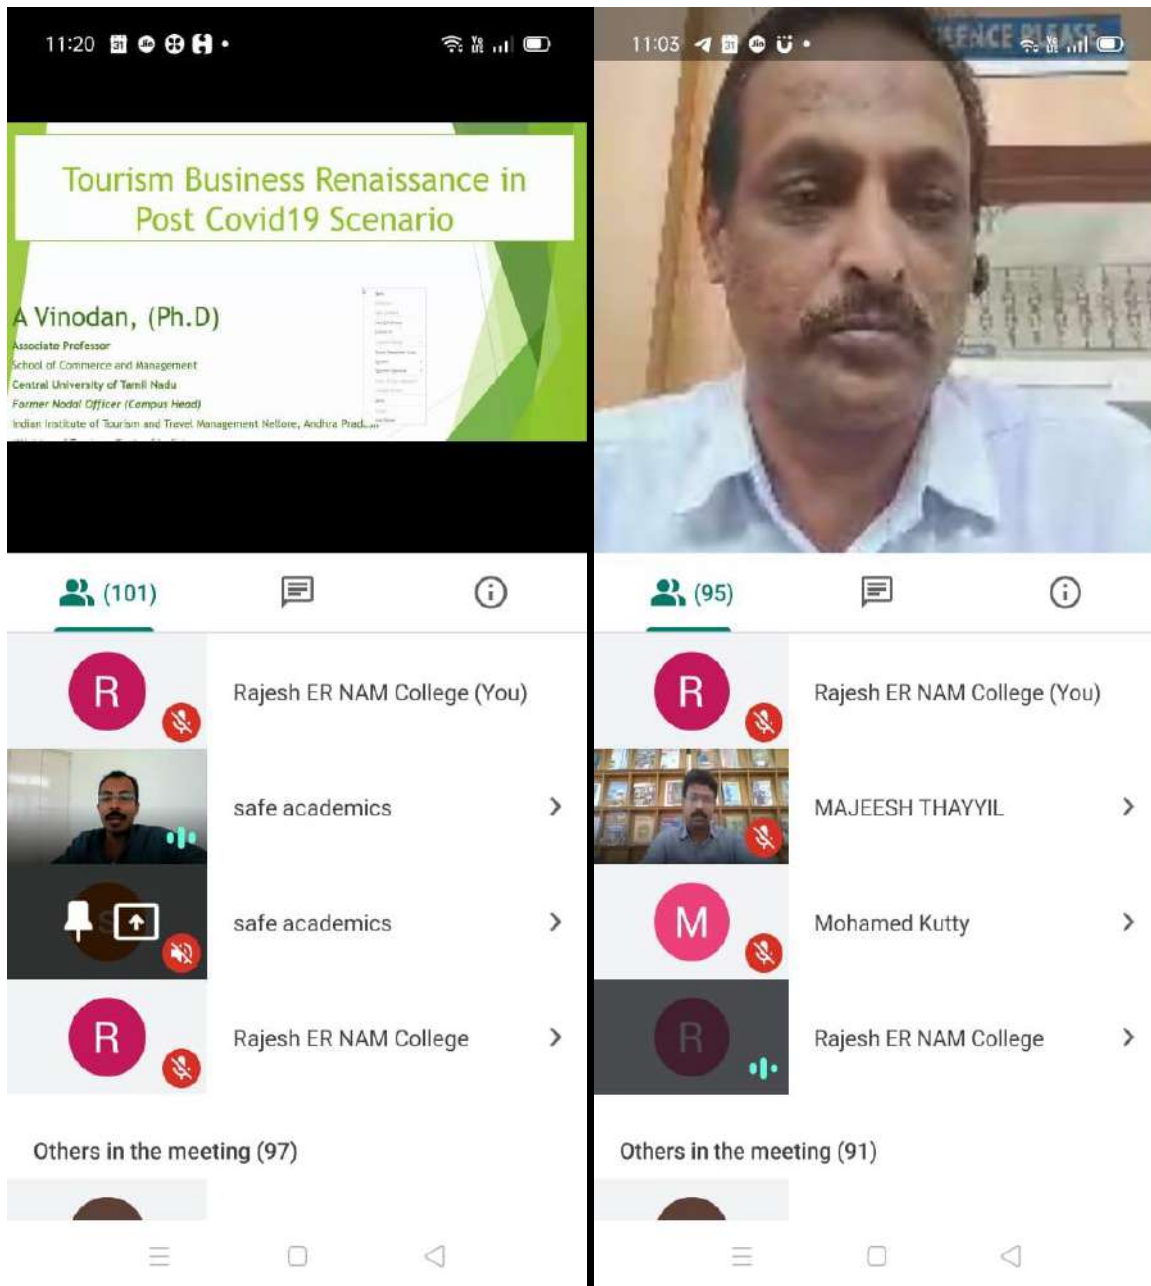 11:20
Tourism Business Renaissance in
Post Covid19 Scenario
A Vinodan, (Ph.D)
Associate Professor
School of Commerce and Management
Central University of Tamil Nadu
Former Nodal Officer (Campus Head)
Indian Institute of Tourism and Travel Management Nellore, Andhra
(101)
R
Rajesh ER NAM College (You)
safe academics
safe academics
R
Rajesh ER NAM College
Others in the meeting (97)
11:03
PLEASE
(95)
R
Rajesh ER NAM College (You)
MAJEESH THAYYIL
M
Mohamed Kutty
R
Rajesh ER NAM College
Others in the meeting (91)